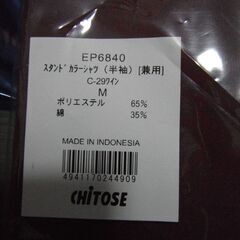 EP6840
ｽﾀﾝﾄﾞｶﾗｰｼｬﾂ（半袖）[兼用]
C-29ﾜｲﾝ
M
ポリエステル 65%
綿 35%
MADE IN INDONESIA
4941170244909
CHITOSE